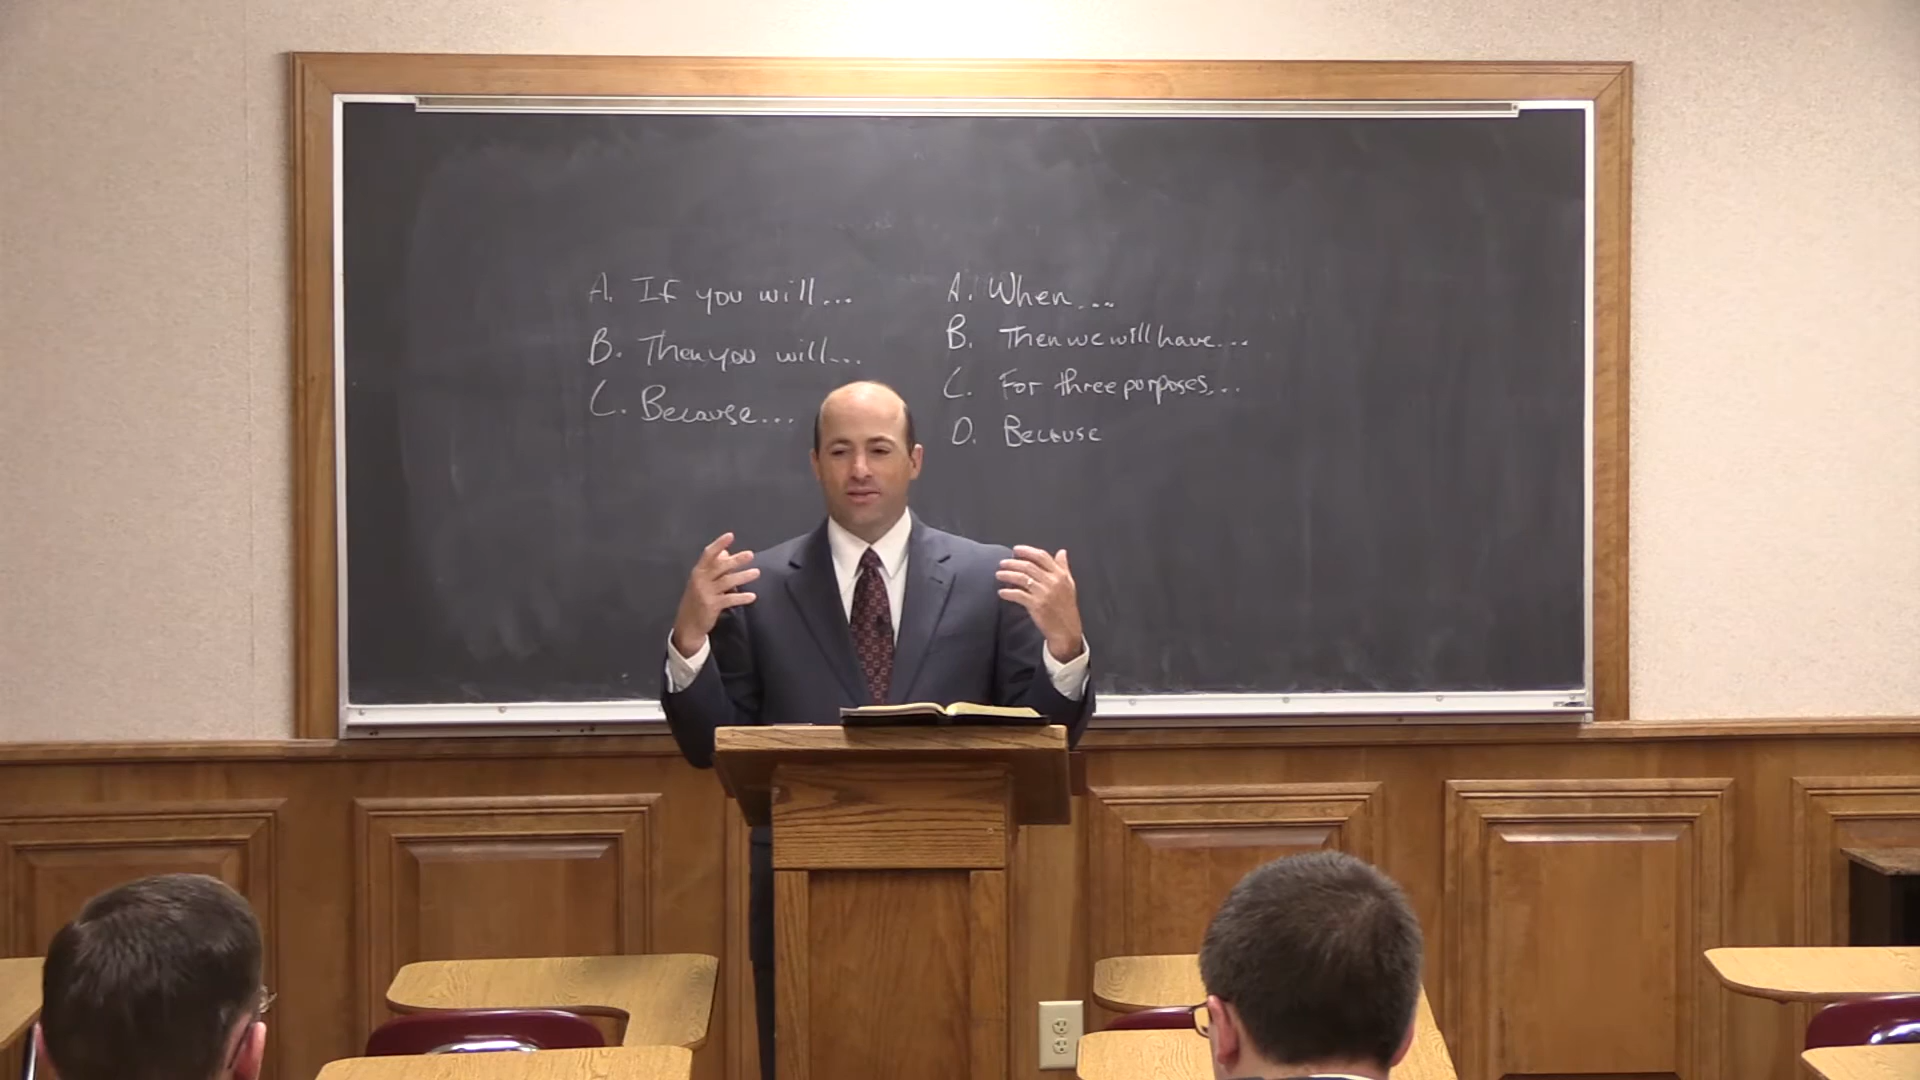 A. If you will...
B. Then you will...
C. Because...
A. When...
B. Then we will have...
C. For three purposes...
D. Because